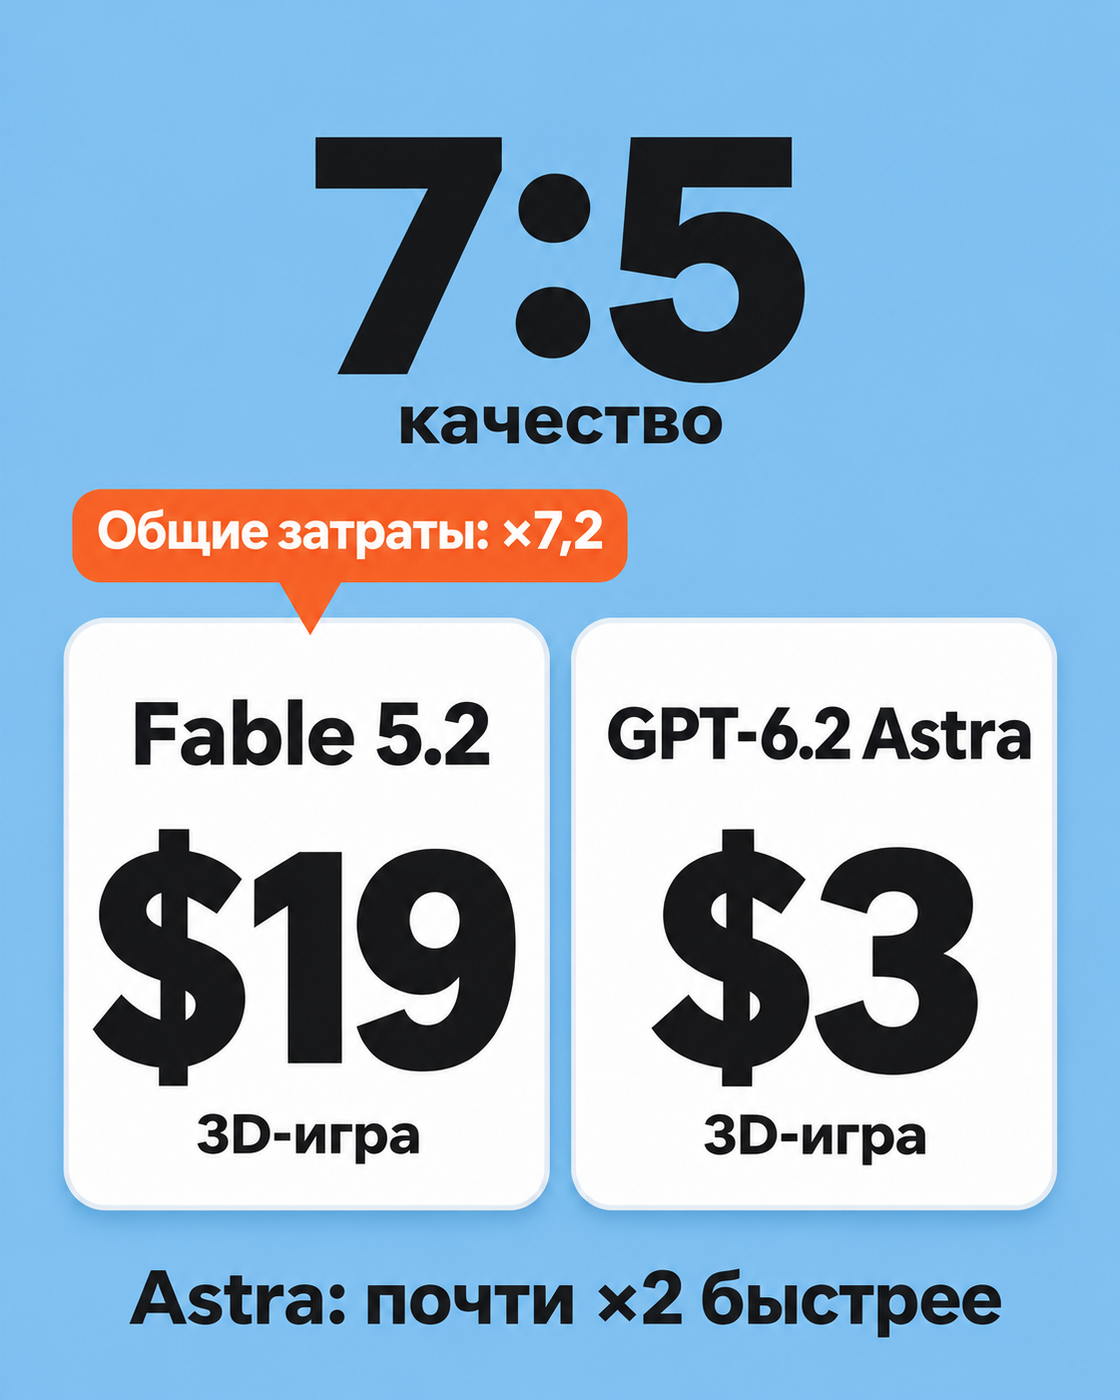 7:5
качество
Общие затраты: ×7,2
Fable 5.2
$19
3D-игра
GPT-6.2 Astra
$3
3D-игра
Astra: почти ×2 быстрее